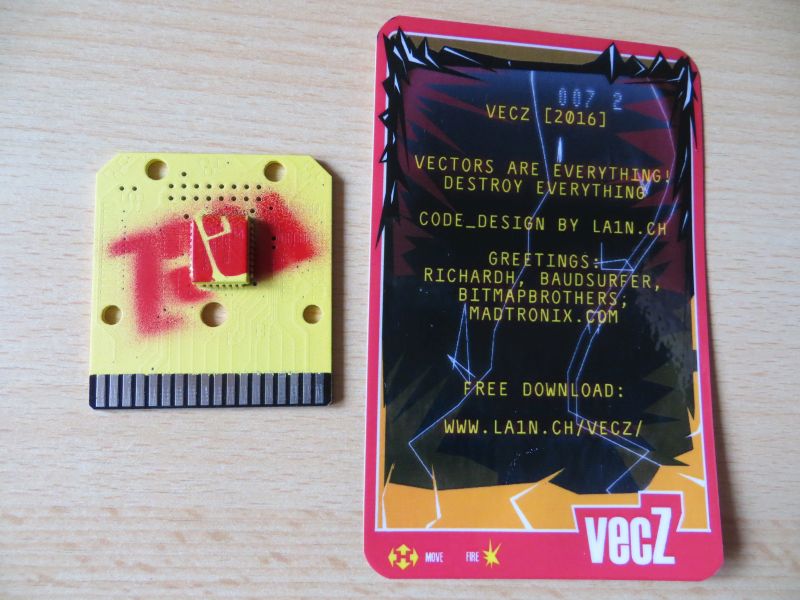 007 2
VECZ [2016]
VECTORS ARE EVERYTHING!
DESTROY EVERYTHING
CODE_DESIGN BY LA1N.CH
GREETINGS:
RICHARDH, BAUDSURFER,
BITMAPBROTHERS,
MADTRONIX.COM
FREE DOWNLOAD:
WWW.LA1N.CH/VECZ/
vecZ
MOVE FIRE